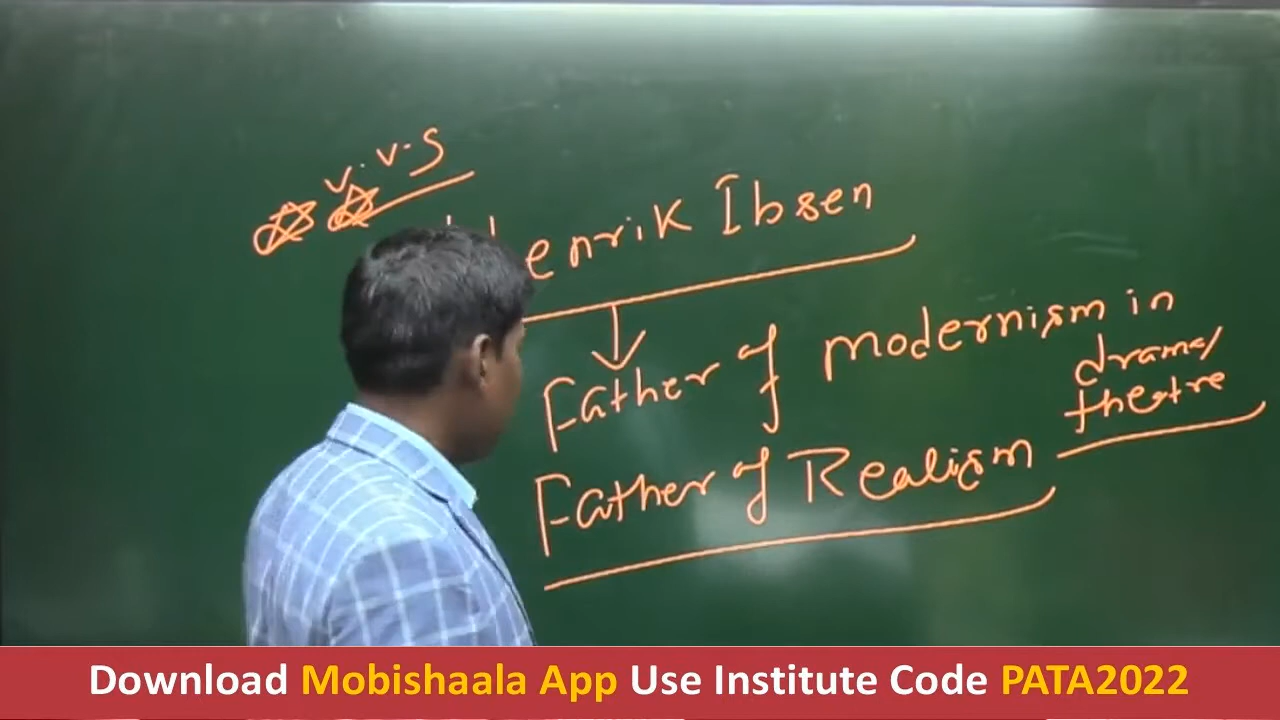 V.V.S
Henrik Ibsen
Father of modernism in
drama/
theatre
Father of Realism
Download Mobishaala App Use Institute Code PATA2022